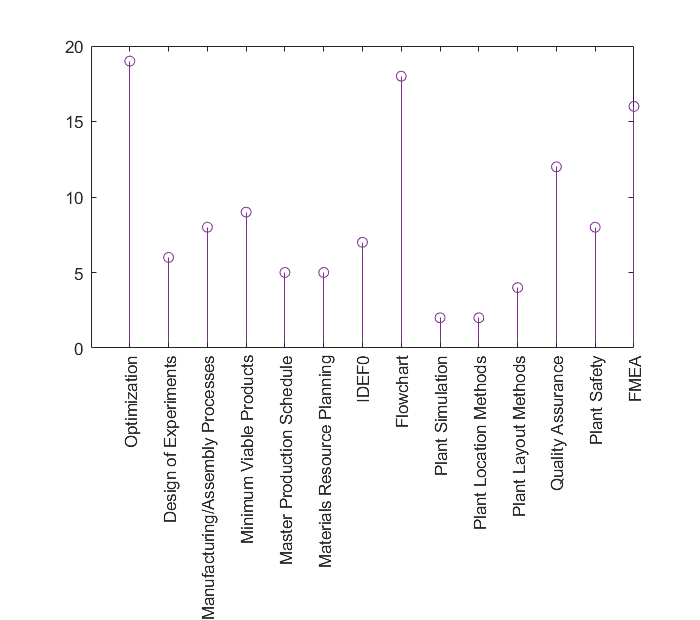 20
15
10
5
0
Optimization
Design of Experiments
Manufacturing/Assembly Processes
Minimum Viable Products
Master Production Schedule
Materials Resource Planning
IDEF0
Flowchart
Plant Simulation
Plant Location Methods
Plant Layout Methods
Quality Assurance
Plant Safety
FMEA